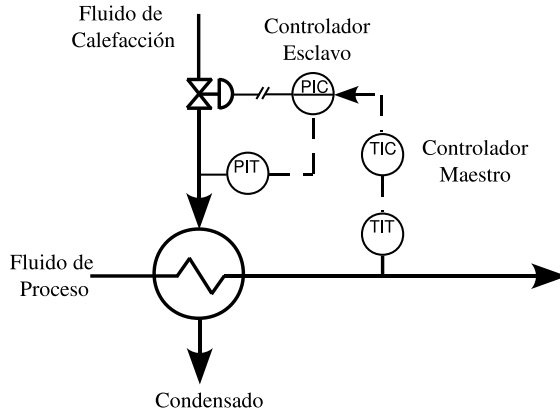 Fluido de
Calefacción
Controlador
Esclavo
PIC
PIT
TIC
Controlador
Maestro
TIT
Fluido de
Proceso
Condensado